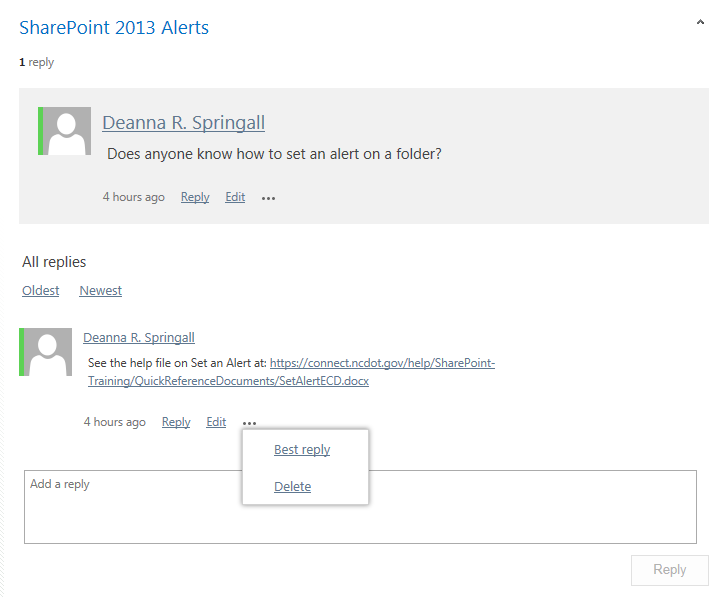 SharePoint 2013 Alerts
1 reply
Deanna R. Springall
Does anyone know how to set an alert on a folder?
4 hours ago Reply Edit ...
All replies
Oldest Newest
Deanna R. Springall
See the help file on Set an Alert at: https://connect.ncdot.gov/help/SharePoint-
Training/QuickReferenceDocuments/SetAlertECD.docx
4 hours ago Reply Edit ...
Best reply
Delete
Add a reply
Reply